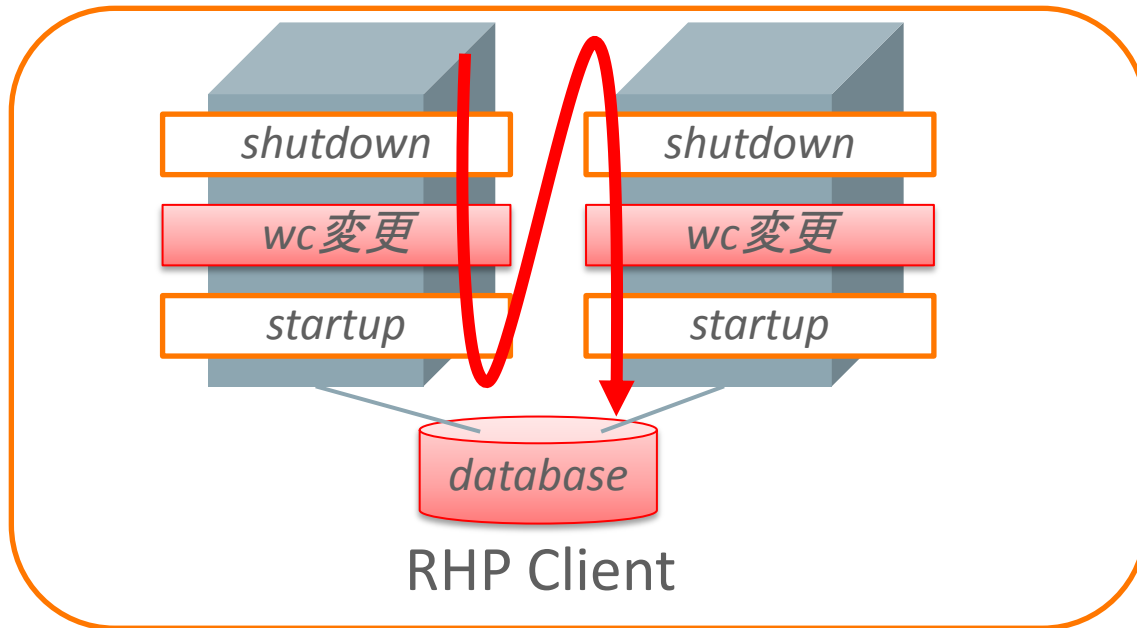 shutdown
wc変更
startup
shutdown
wc変更
startup
database
RHP Client